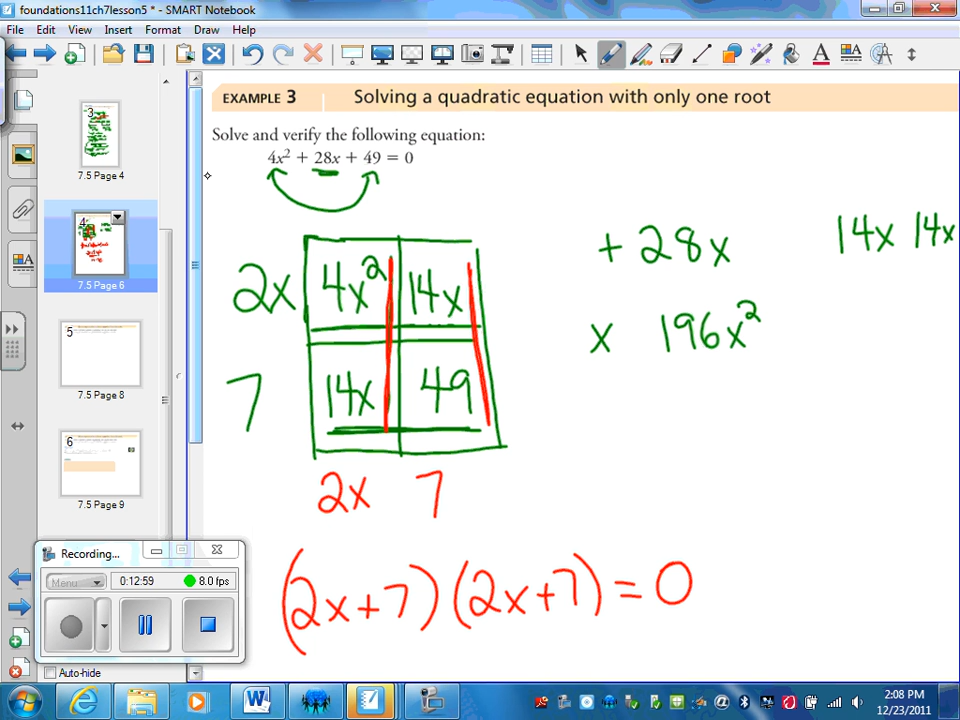 foundations11ch7lesson5 * - SMART Notebook
File Edit View Insert Format Draw Help
EXAMPLE 3 Solving a quadratic equation with only one root
Solve and verify the following equation:
4x² + 28x + 49 = 0
3
7.5 Page 4
4
7.5 Page 6
5
7.5 Page 8
6
7.5 Page 9
+ 28x 14x 14x
2x 4x² 14x
x 196x²
7 14x 49
2x 7
(2x+7)(2x+7)=0
Recording...
Menu 0:12:59 8.0 fps
Auto-hide
2:08 PM
12/23/2011